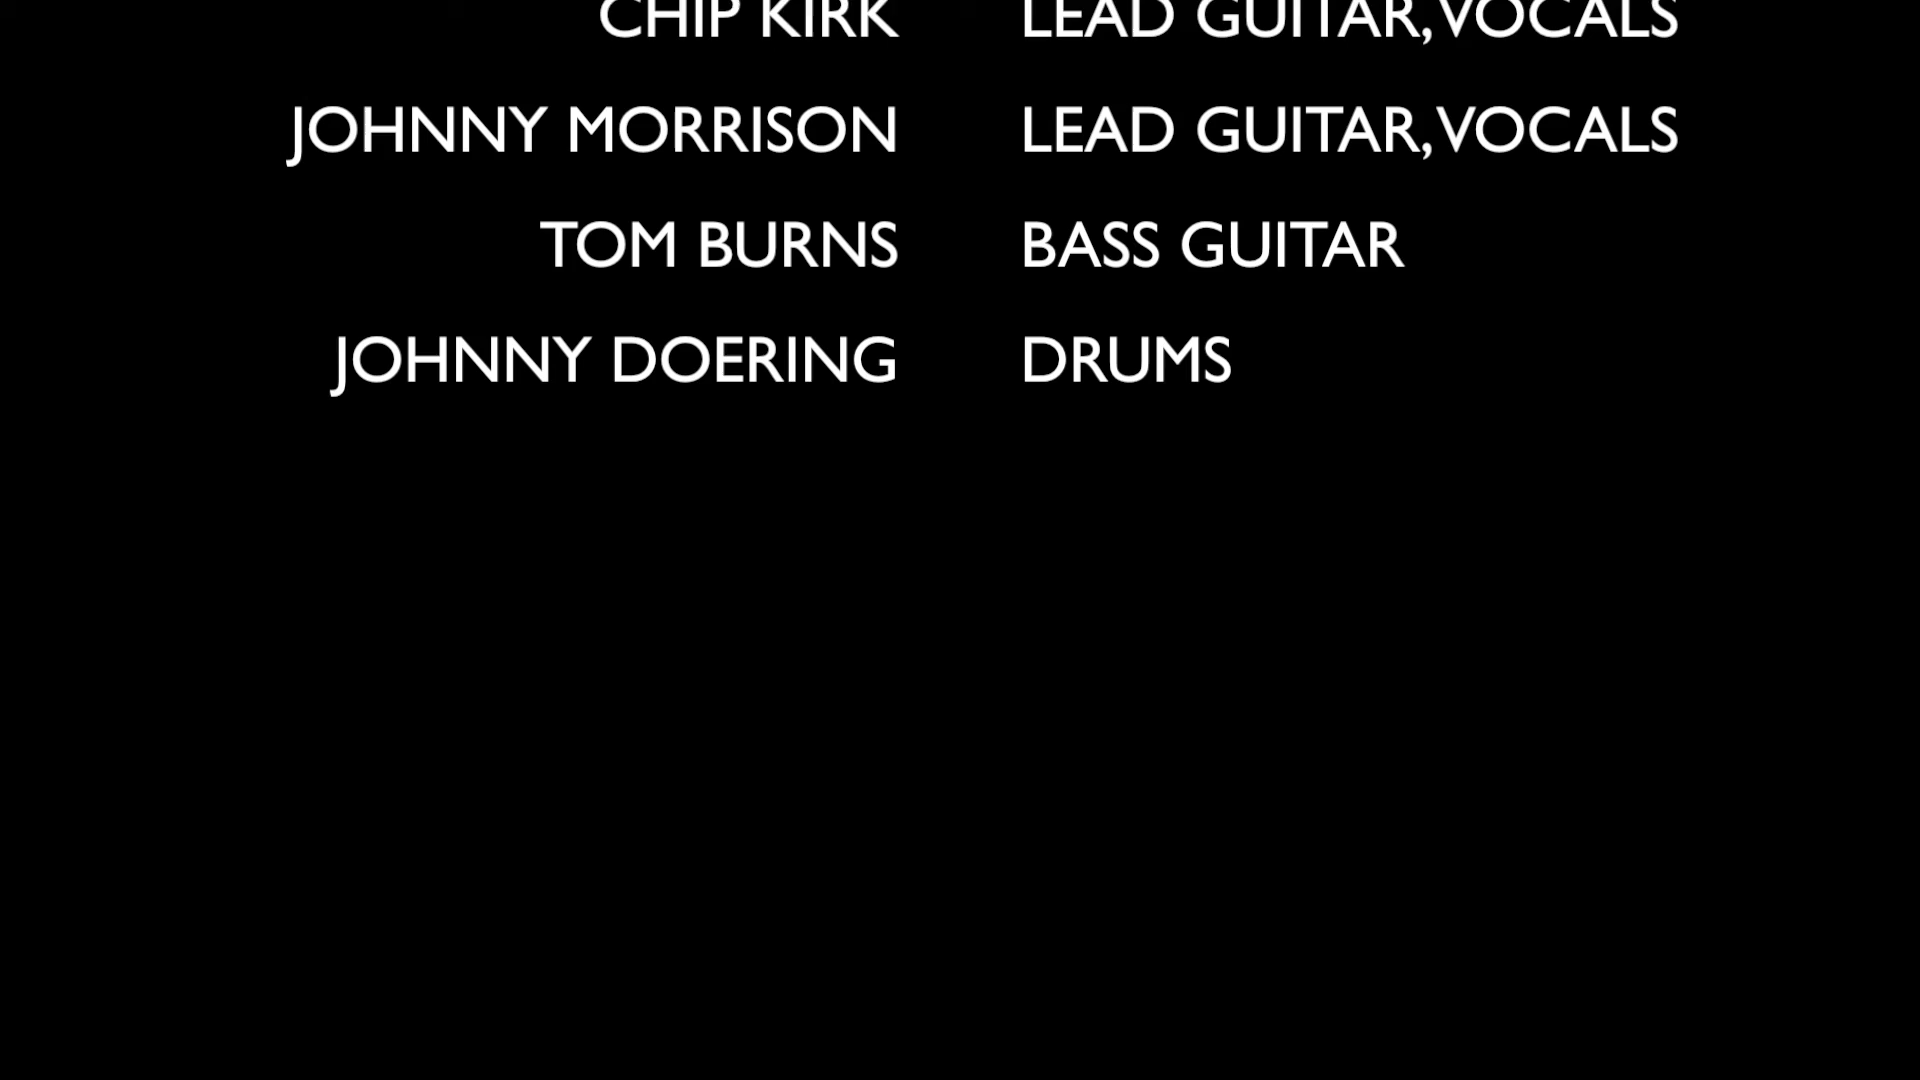 CHIP KIRK LEAD GUITAR, VOCALS
JOHNNY MORRISON LEAD GUITAR, VOCALS
TOM BURNS BASS GUITAR
JOHNNY DOERING DRUMS